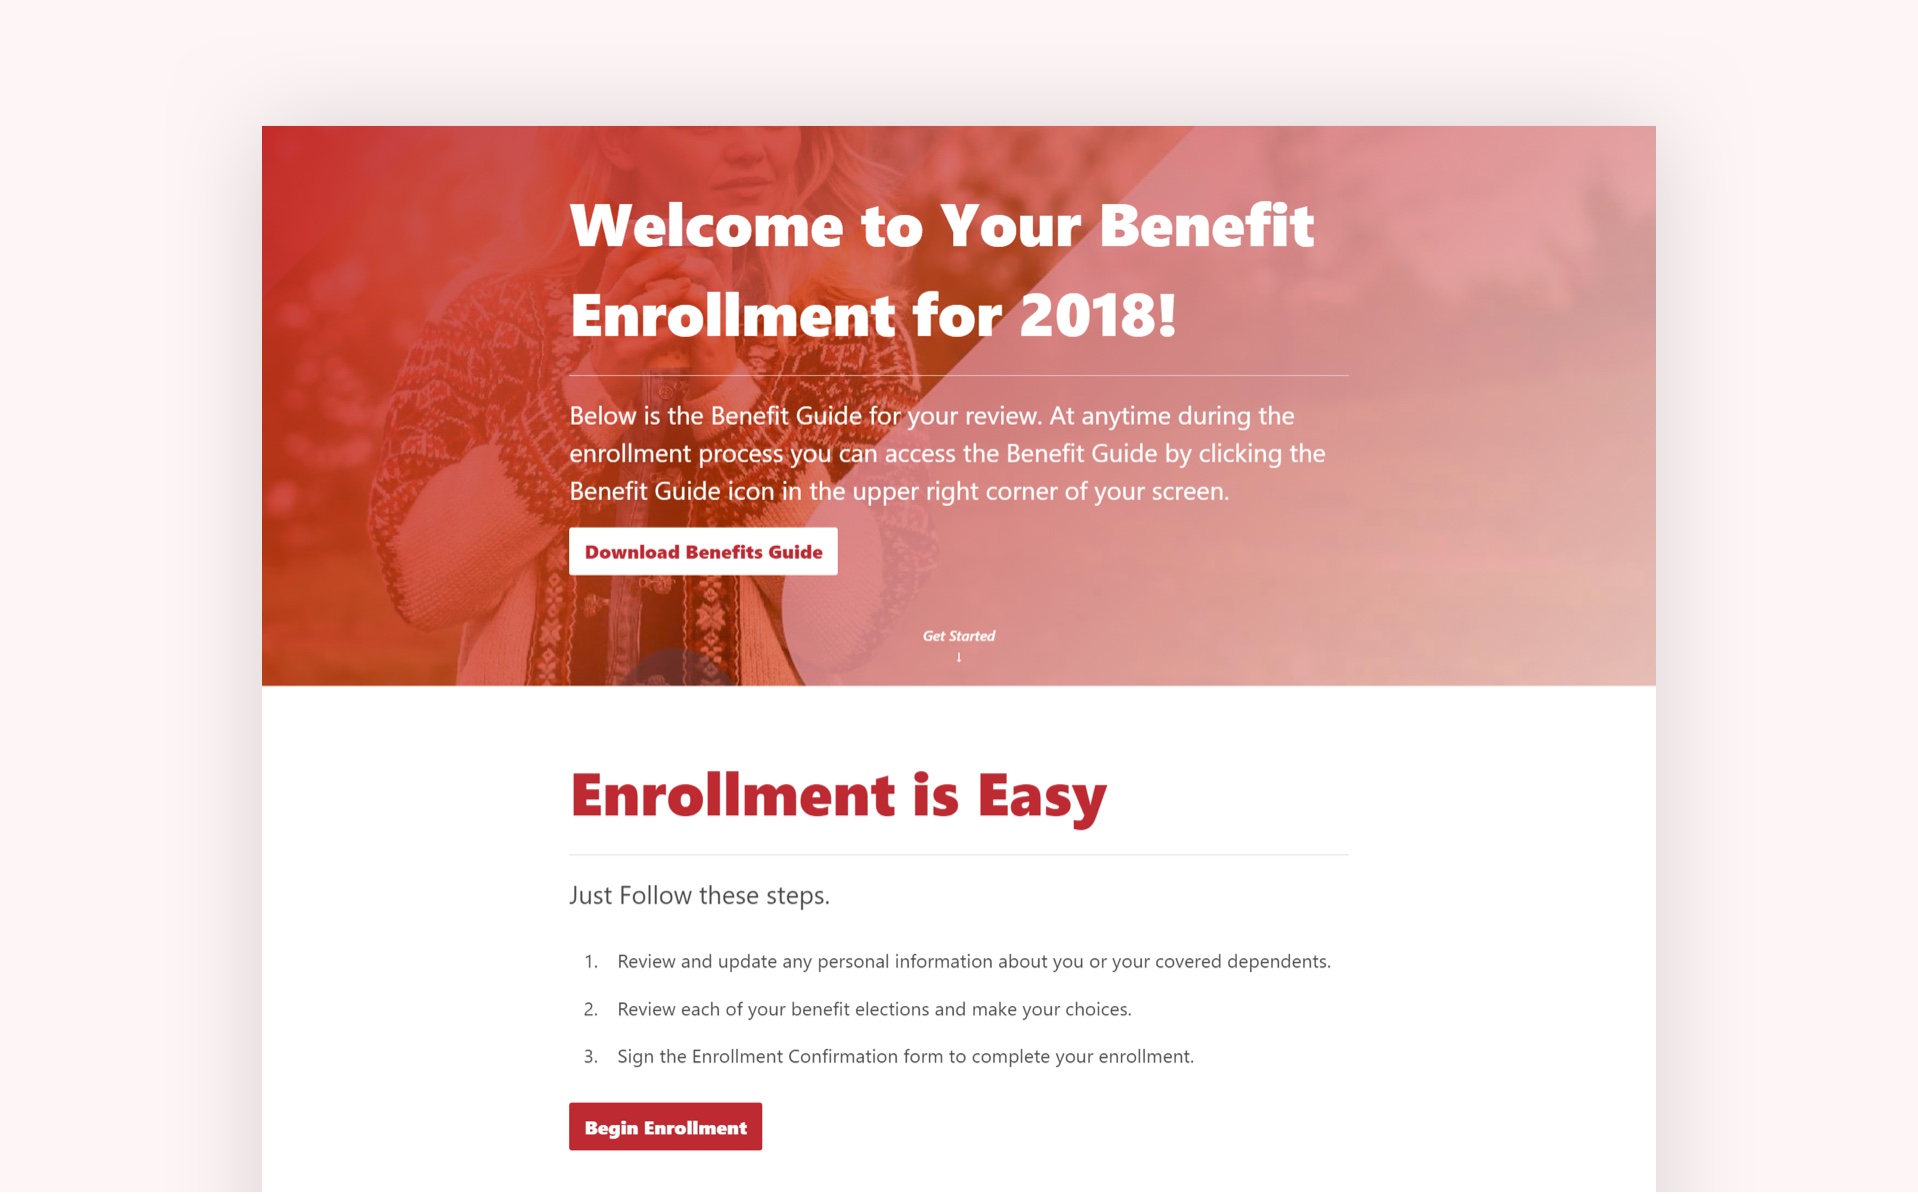 Welcome to Your Benefit
Enrollment for 2018!
Below is the Benefit Guide for your review. At anytime during the
enrollment process you can access the Benefit Guide by clicking the
Benefit Guide icon in the upper right corner of your screen.
Download Benefits Guide
Get Started
↓
Enrollment is Easy
Just Follow these steps.
1. Review and update any personal information about you or your covered dependents.
2. Review each of your benefit elections and make your choices.
3. Sign the Enrollment Confirmation form to complete your enrollment.
Begin Enrollment